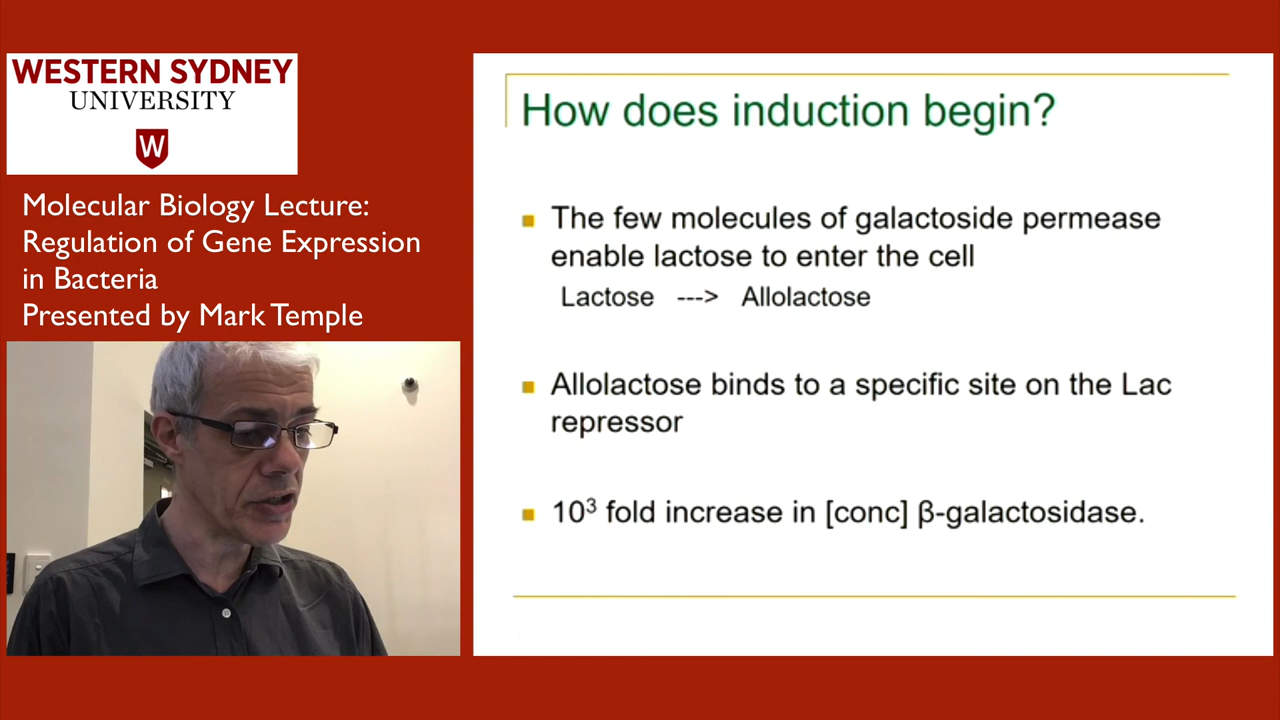 WESTERN SYDNEY
UNIVERSITY
W
Molecular Biology Lecture:
Regulation of Gene Expression
in Bacteria
Presented by Mark Temple
How does induction begin?
The few molecules of galactoside permease
enable lactose to enter the cell
Lactose ---> Allolactose
Allolactose binds to a specific site on the Lac
repressor
10³ fold increase in [conc] β-galactosidase.